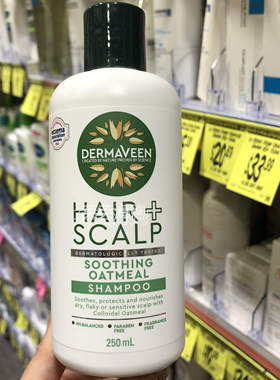 DERMAVEEN
CREATED BY NATURE PROVEN BY SCIENCE
eczema
HAIR +
SCALP
DERMATOLOGICALLY TESTED
SOOTHING
OATMEAL
SHAMPOO
Soothes, protects and nourishes
dry, flaky or sensitive scalp with
Colloidal Oatmeal
PH BALANCED
PARABEN FREE
FRAGRANCE FREE
250 mL